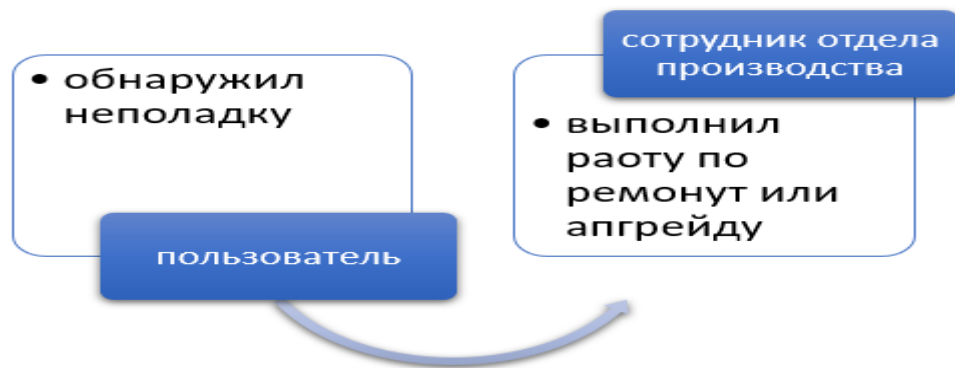 • обнаружил
неполадку
пользователь
сотрудник отдела
производства
• выполнил
раоту по
ремонут или
апгрейду